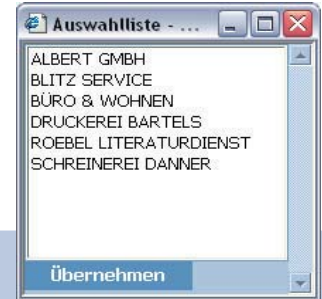 Auswahlliste - ...
ALBERT GMBH
BLITZ SERVICE
BÜRO & WOHNEN
DRUCKEREI BARTELS
ROEBEL LITERATURDIENST
SCHREINEREI DANNER
Übernehmen